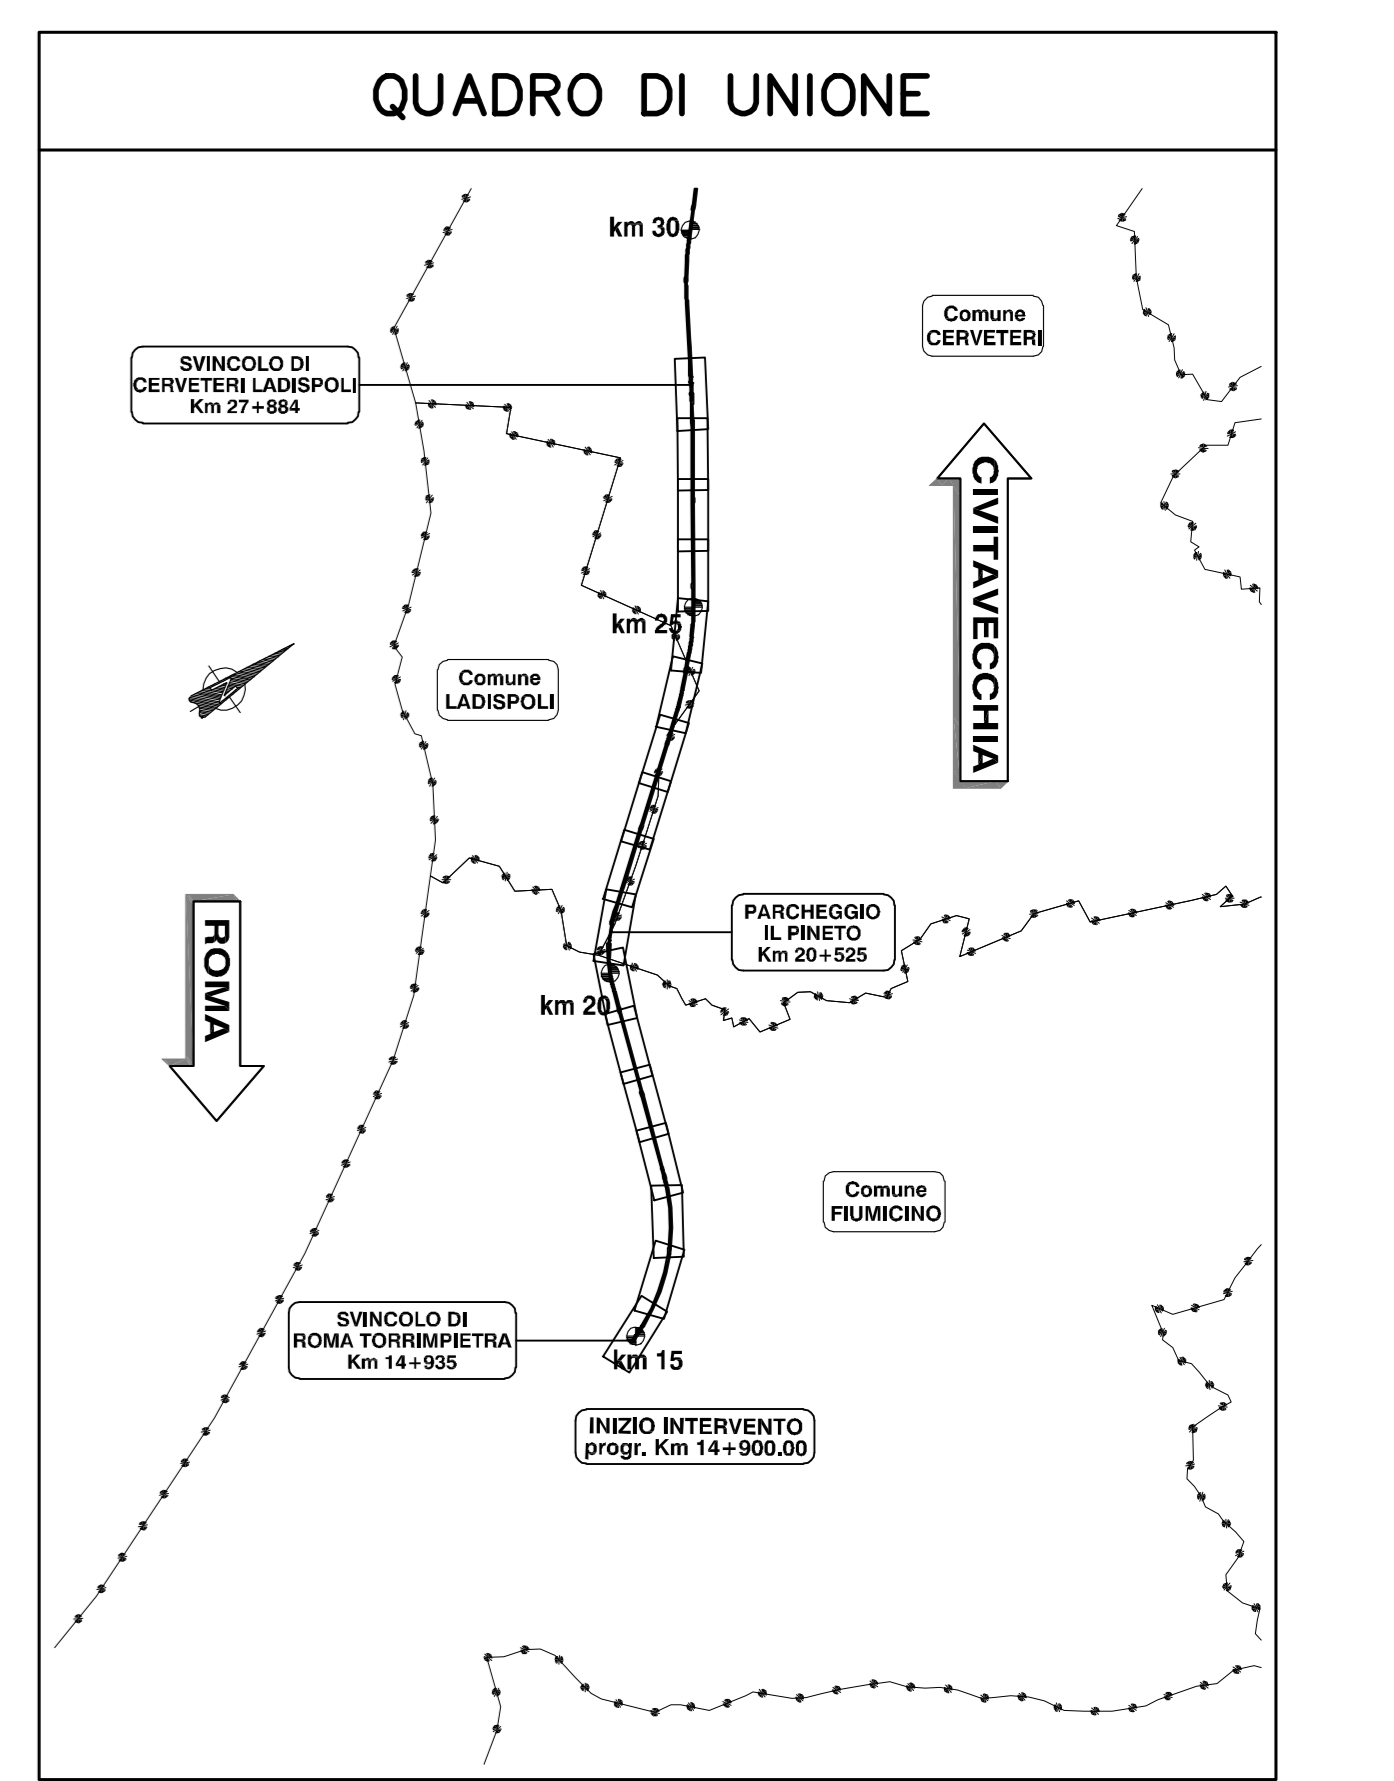 QUADRO DI UNIONE
km 30
Comune
CERVETERI
SVINCOLO DI
CERVETERI LADISPOLI
Km 27+884
CIVITAVECCHIA
km 25
Comune
LADISPOLI
N
ROMA
PARCHEGGIO
IL PINETO
Km 20+525
km 20
Comune
FIUMICINO
SVINCOLO DI
ROMA TORRIMPIETRA
Km 14+935
km 15
INIZIO INTERVENTO
progr. Km 14+900.00